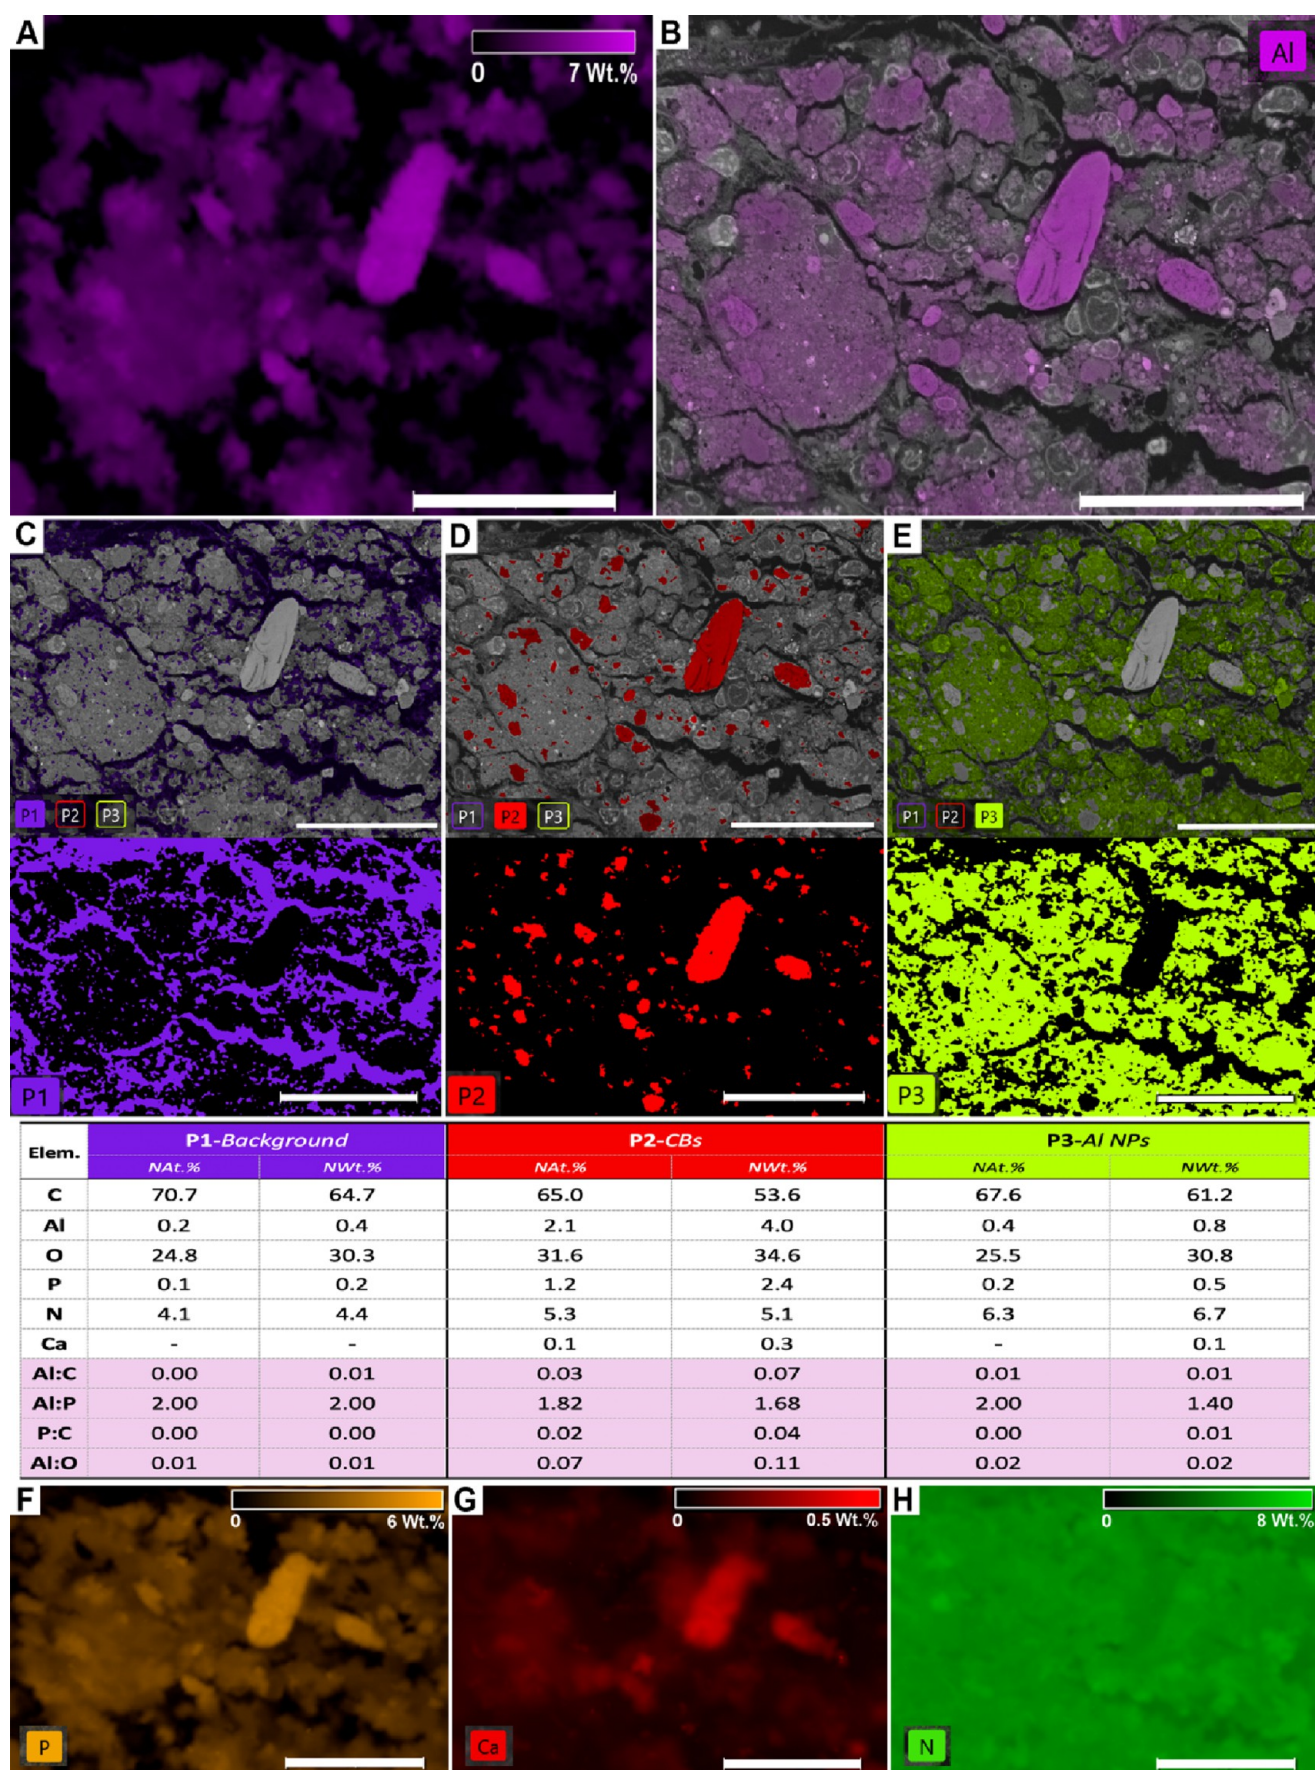 A
0 7 Wt.%
B
Al
C
P1 P2 P3
D
P1 P2 P3
E
P1 P2 P3
P1
P2
P3
Elem. P1-Background P2-CBs P3-Al NPs
NAt.% NWt.% NAt.% NWt.% NAt.% NWt.%
C 70.7 64.7 65.0 53.6 67.6 61.2
Al 0.2 0.4 2.1 4.0 0.4 0.8
O 24.8 30.3 31.6 34.6 25.5 30.8
P 0.1 0.2 1.2 2.4 0.2 0.5
N 4.1 4.4 5.3 5.1 6.3 6.7
Ca - - 0.1 0.3 - 0.1
Al:C 0.00 0.01 0.03 0.07 0.01 0.01
Al:P 2.00 2.00 1.82 1.68 2.00 1.40
P:C 0.00 0.00 0.02 0.04 0.00 0.01
Al:O 0.01 0.01 0.07 0.11 0.02 0.02
F
0 6 Wt.%
P
G
0 0.5 Wt.%
Ca
H
0 8 Wt.%
N